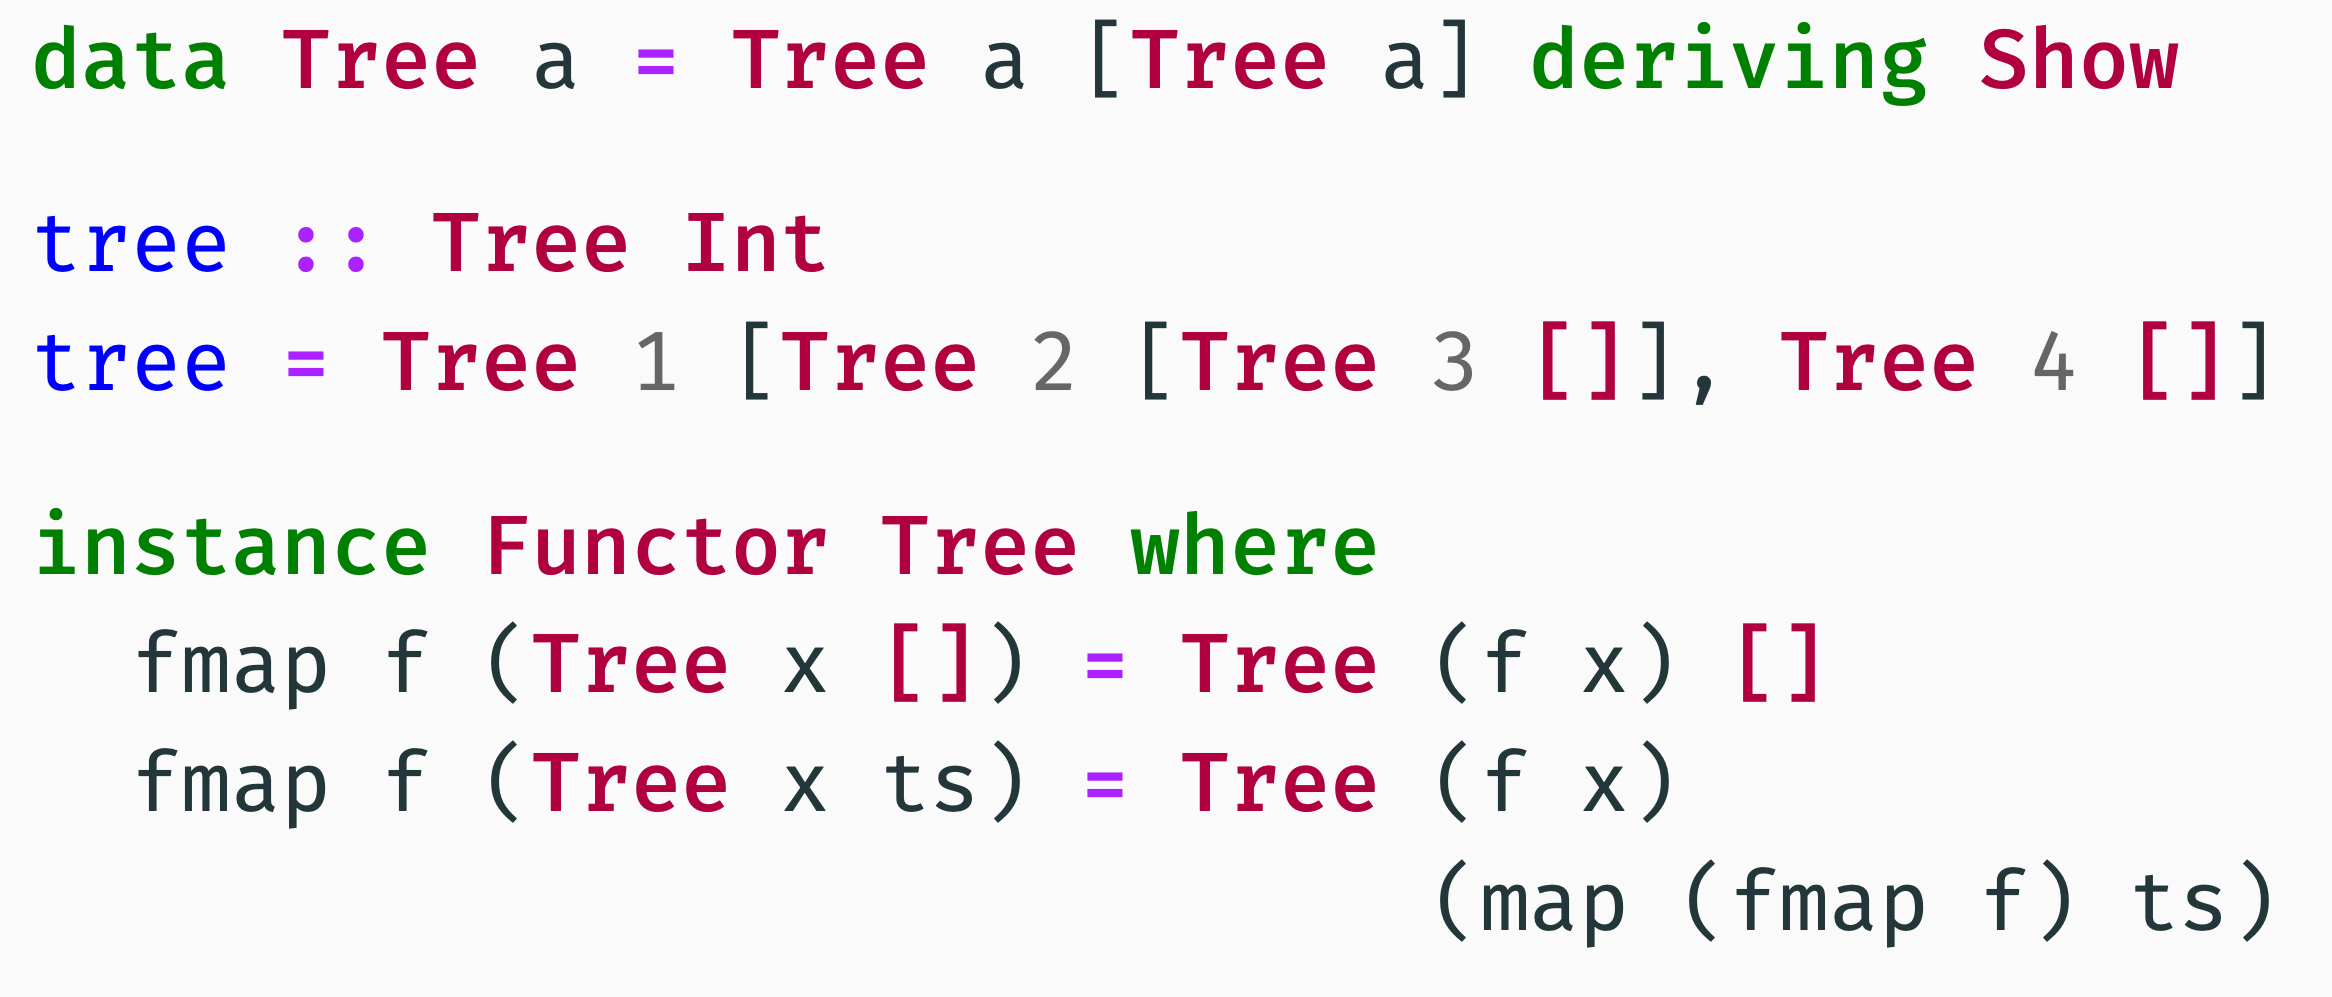 data Tree a = Tree a [Tree a] deriving Show
tree :: Tree Int
tree = Tree 1 [Tree 2 [Tree 3 []], Tree 4 []]
instance Functor Tree where
  fmap f (Tree x []) = Tree (f x) []
  fmap f (Tree x ts) = Tree (f x)
                            (map (fmap f) ts)